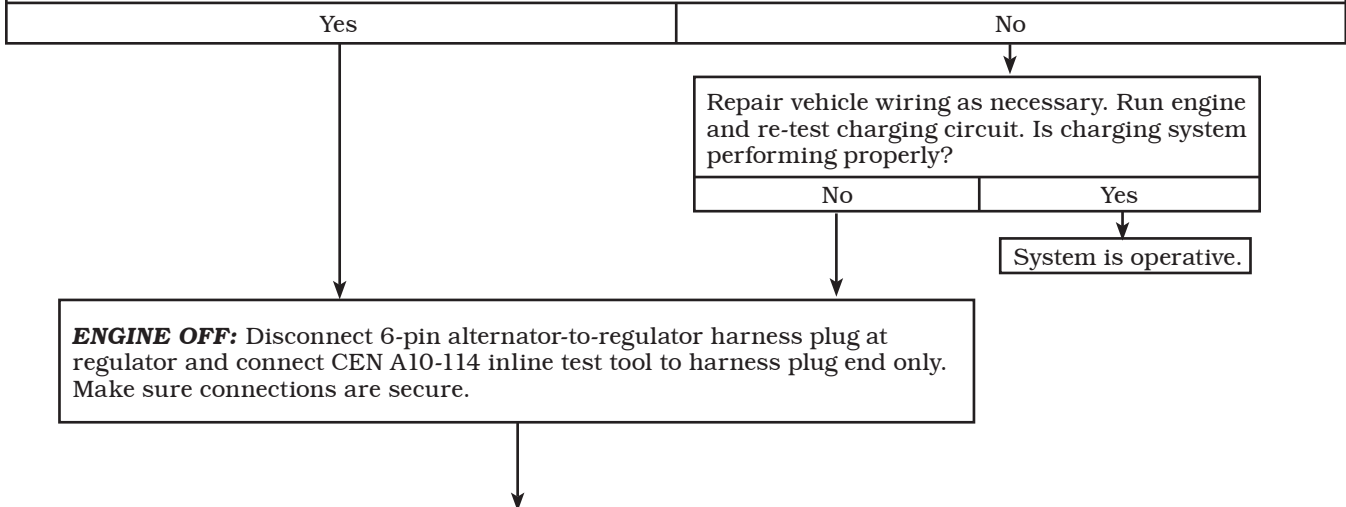 Yes
No
Repair vehicle wiring as necessary. Run engine
and re-test charging circuit. Is charging system
performing properly?
No
Yes
System is operative.
ENGINE OFF: Disconnect 6-pin alternator-to-regulator harness plug at
regulator and connect CEN A10-114 inline test tool to harness plug end only.
Make sure connections are secure.